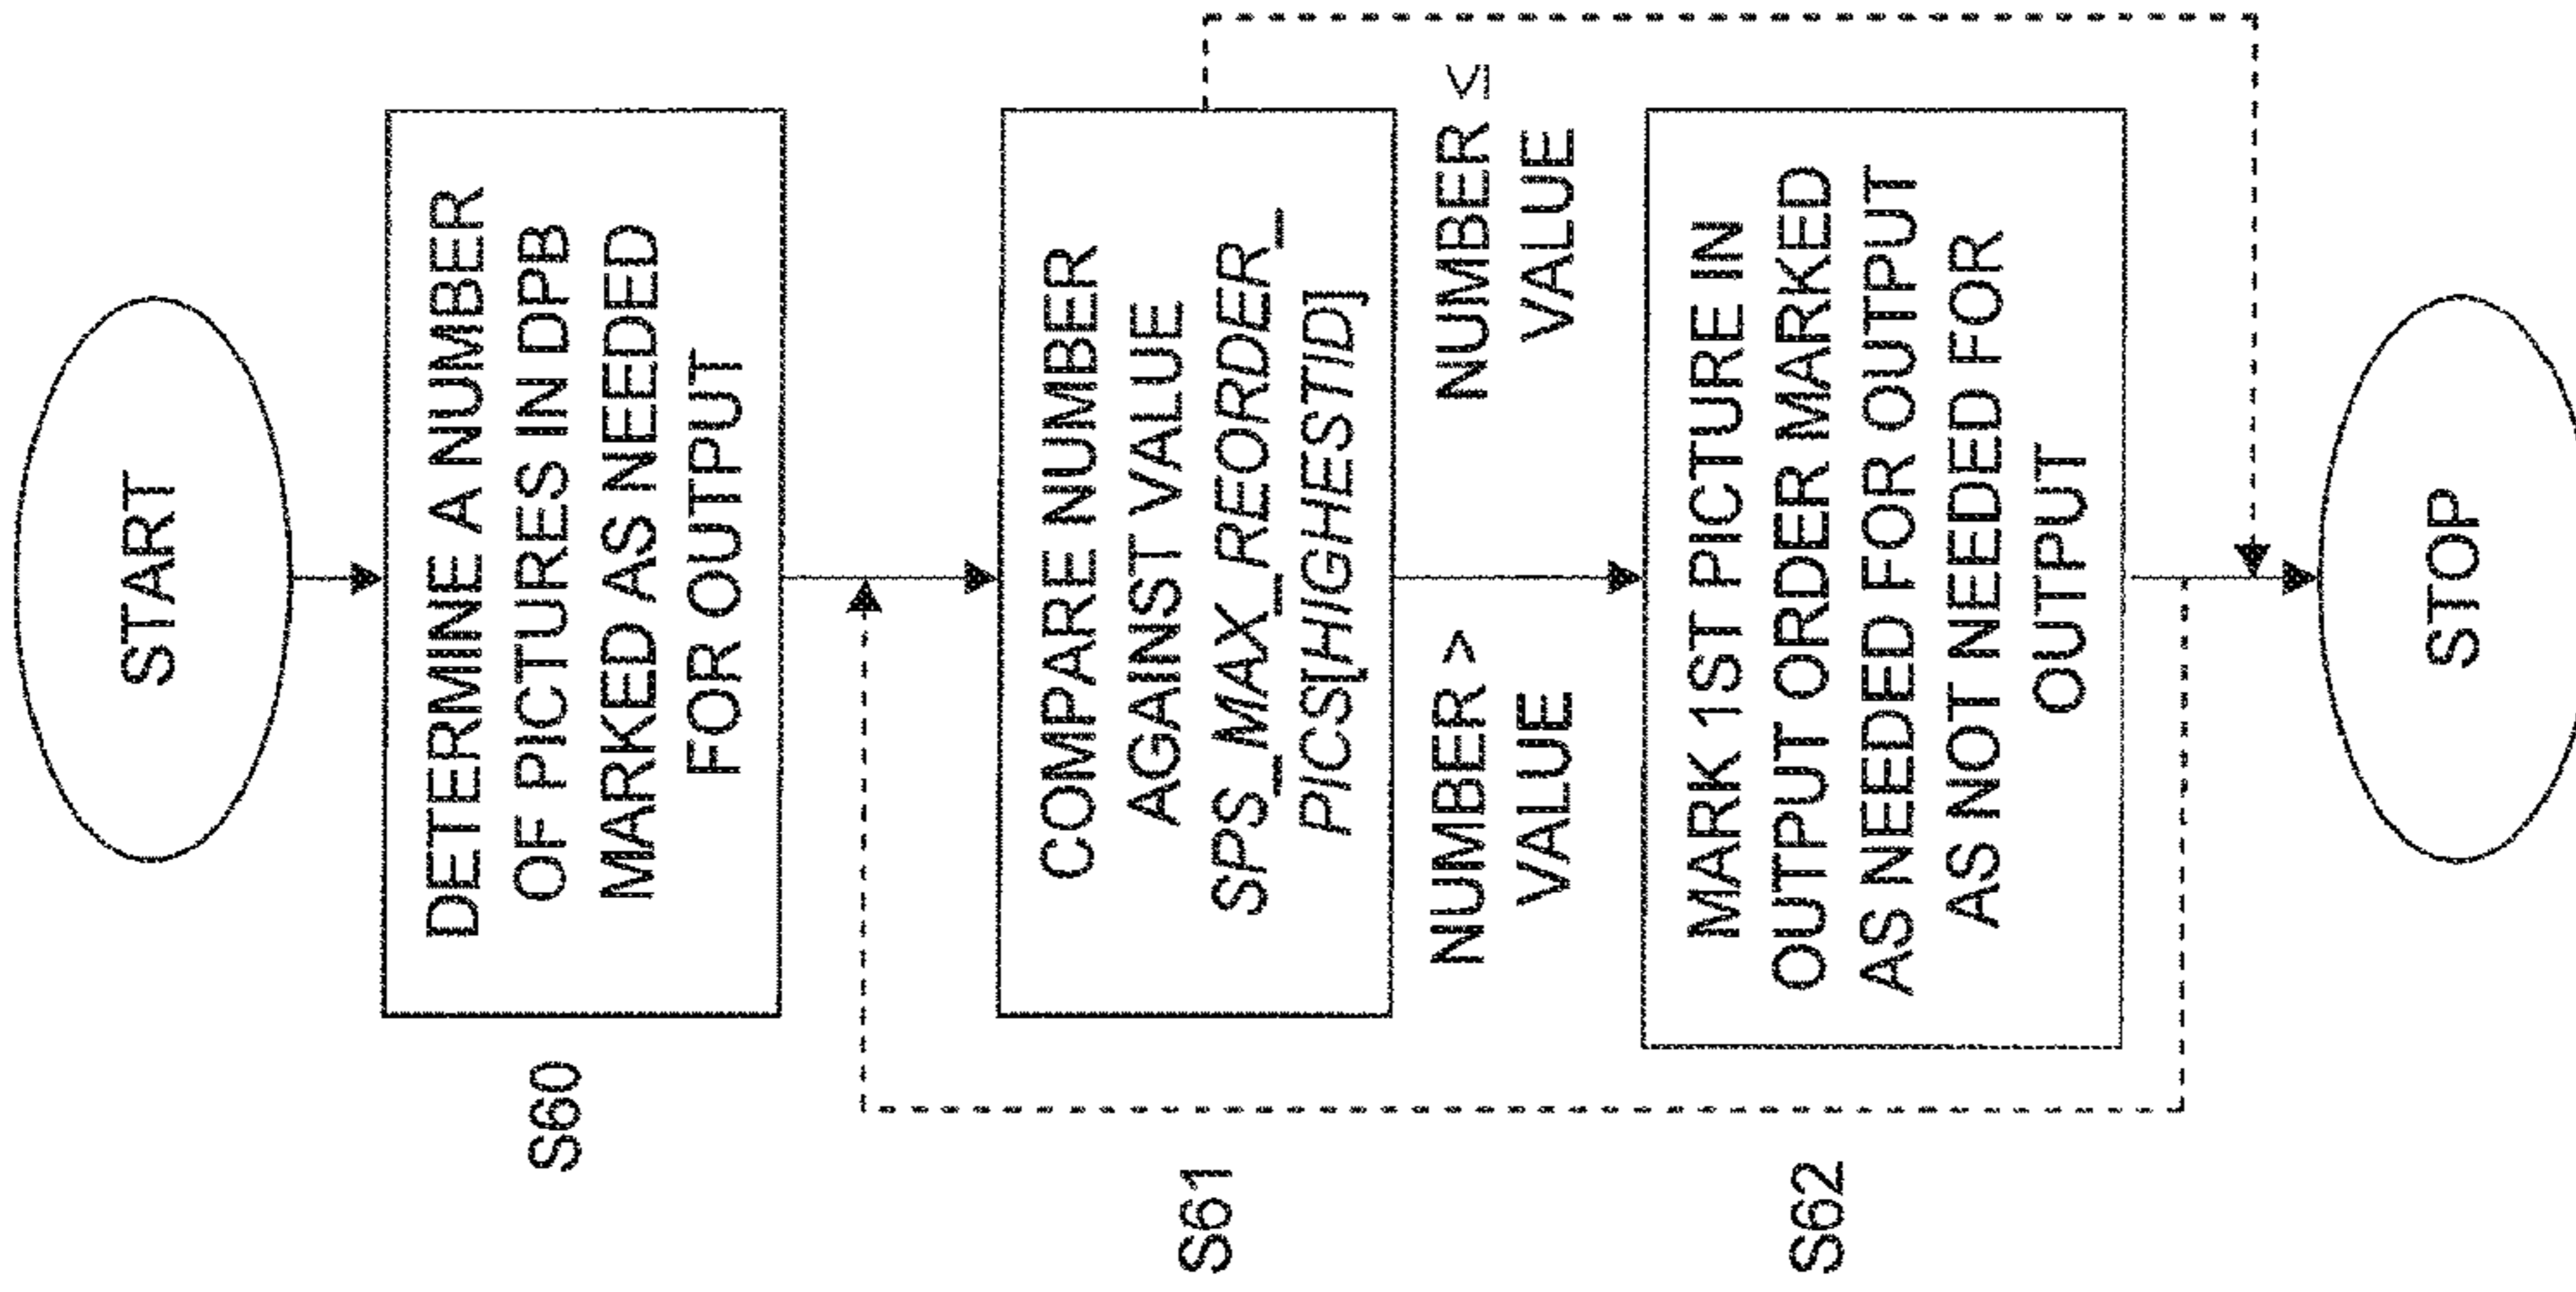 START
S60
DETERMINE A NUMBER
OF PICTURES IN DPB
MARKED AS NEEDED
FOR OUTPUT
S61
COMPARE NUMBER
AGAINST VALUE
SPS_MAX_REORDER_
PICS[HIGHESTID]
NUMBER >
VALUE
NUMBER ≤
VALUE
S62
MARK 1ST PICTURE IN
OUTPUT ORDER MARKED
AS NEEDED FOR OUTPUT
AS NOT NEEDED FOR
OUTPUT
STOP